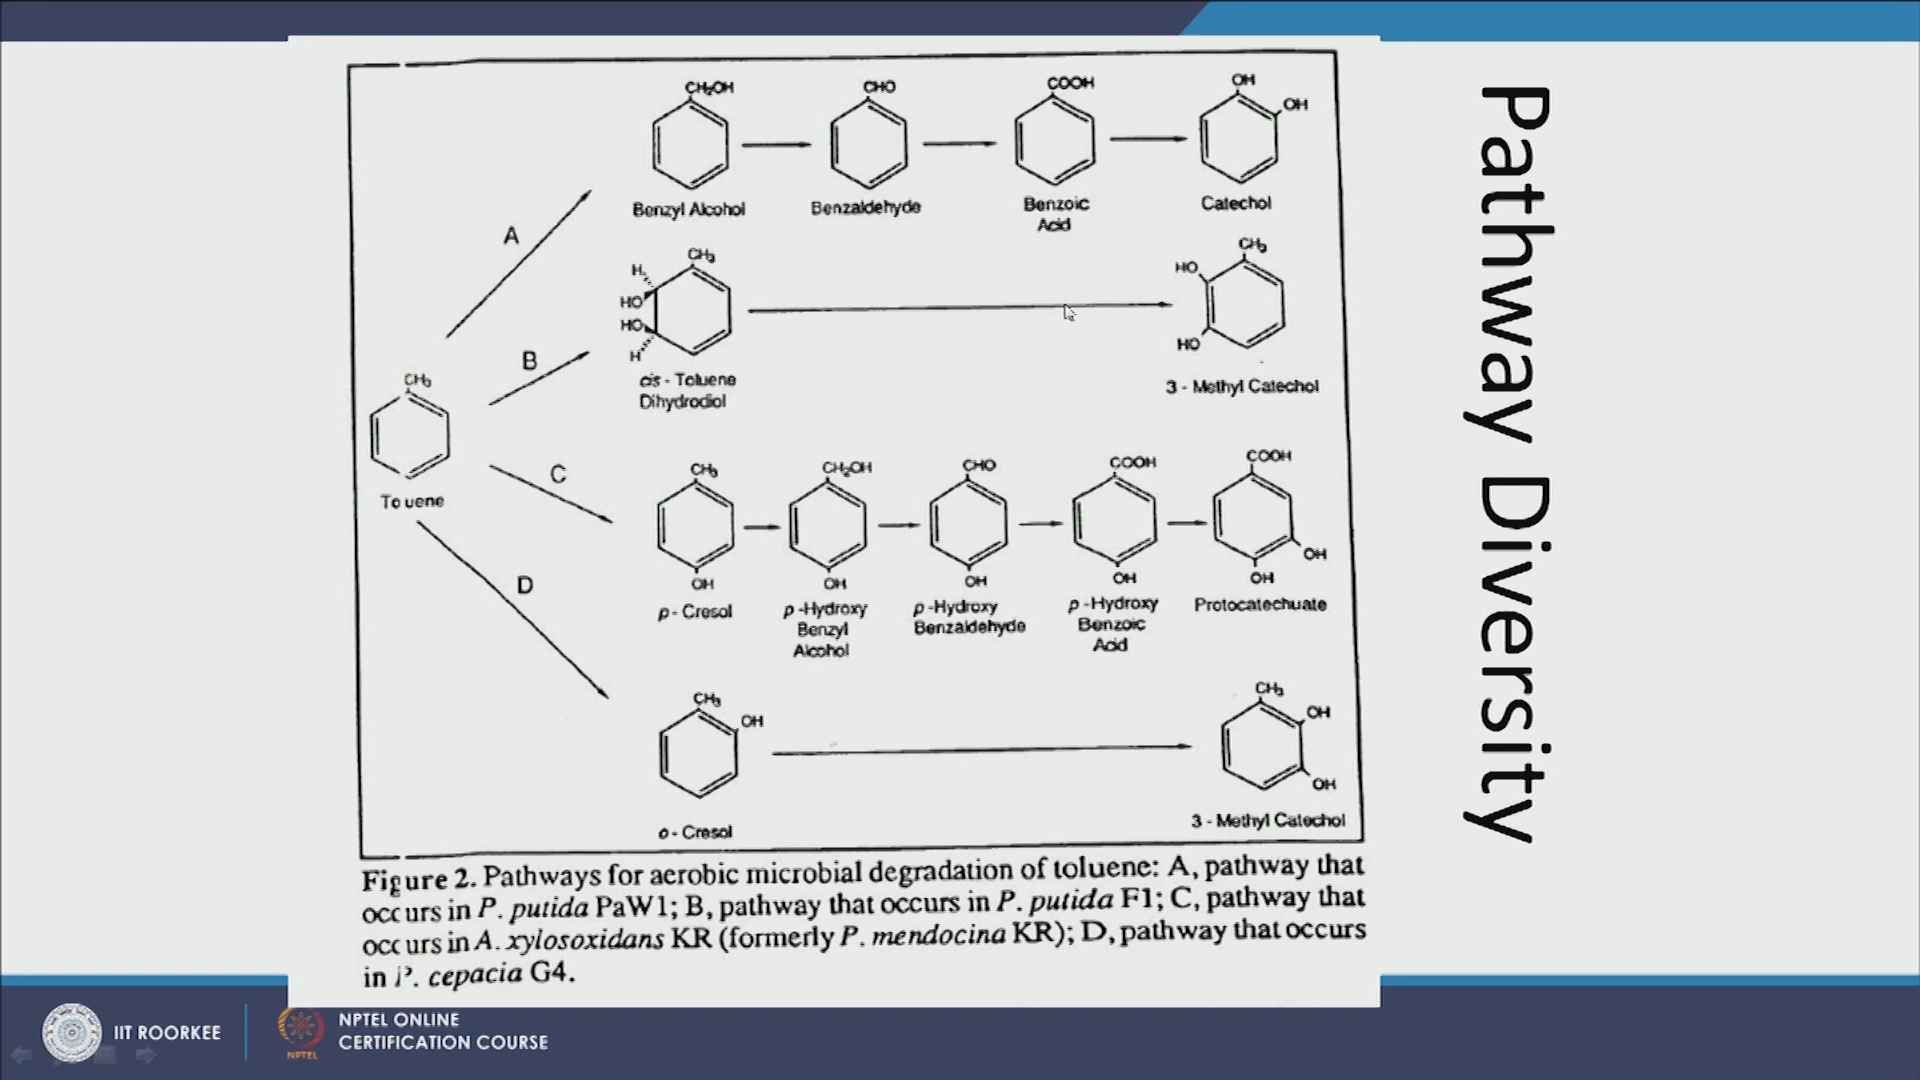 CH₂OH
CHO
COOH
OH
OH
Benzyl Alcohol
Benzaldehyde
Benzoic
Acid
Catechol
A
CH₃
H
HO
HO
H
cis - Toluene
Dihydrodiol
CH₃
HO
HO
3 - Methyl Catechol
B
CH₃
To uene
C
CH₃
OH
p - Cresol
CH₂OH
OH
p -Hydroxy
Benzyl
Alcohol
CHO
OH
p -Hydroxy
Benzaldehyde
COOH
OH
p -Hydroxy
Benzoic
Acid
COOH
OH
OH
Protocatechuate
D
CH₃
OH
o - Cresol
CH₃
OH
OH
3 - Methyl Catechol
Figure 2. Pathways for aerobic microbial degradation of toluene: A, pathway that
occurs in P. putida PaW1; B, pathway that occurs in P. putida F1; C, pathway that
occurs in A. xylosoxidans KR (formerly P. mendocina KR); D, pathway that occurs
in P. cepacia G4.
Pathway Diversity
IIT ROORKEE
NPTEL
NPTEL ONLINE
CERTIFICATION COURSE